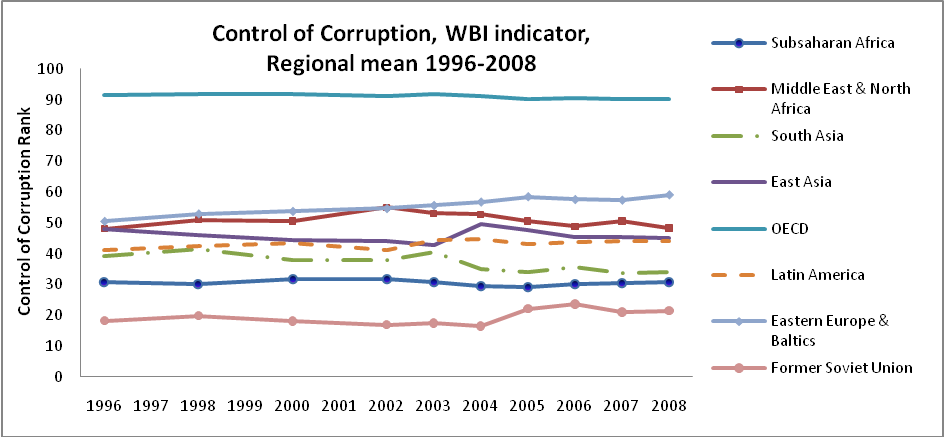 Control of Corruption, WBI indicator,
Regional mean 1996-2008
Control of Corruption Rank
100
90
80
70
60
50
40
30
20
10
0
1996 1997 1998 1999 2000 2001 2002 2003 2004 2005 2006 2007 2008
Subsaharan Africa
Middle East & North
Africa
South Asia
East Asia
OECD
Latin America
Eastern Europe &
Baltics
Former Soviet Union